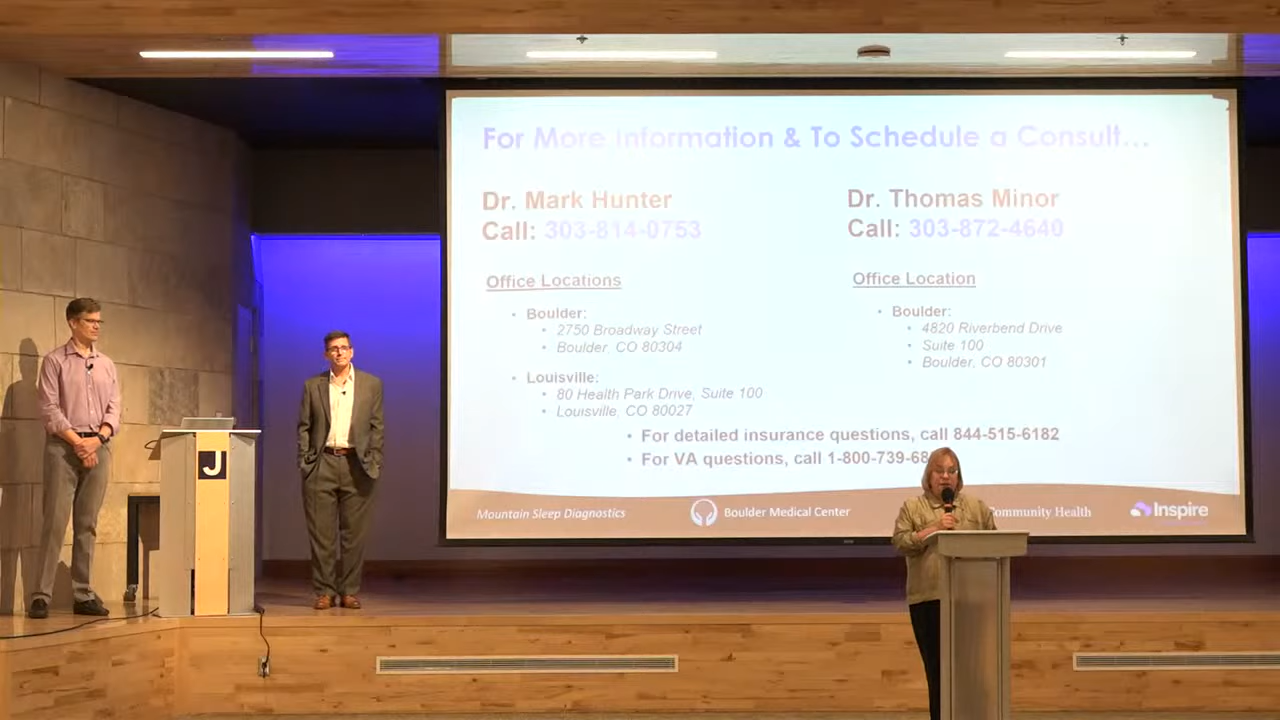 For More Information & To Schedule a Consult...
Dr. Mark Hunter
Call: 303-814-0753
Office Locations
• Boulder:
• 2750 Broadway Street
• Boulder, CO 80304
• Louisville:
• 80 Health Park Drive, Suite 100
• Louisville, CO 80027
Dr. Thomas Minor
Call: 303-872-4640
Office Location
• Boulder:
• 4820 Riverbend Drive
• Suite 100
• Boulder, CO 80301
• For detailed insurance questions, call 844-515-6182
• For VA questions, call 1-800-739-68
Mountain Sleep Diagnostics
Boulder Medical Center
Community Health
Inspire
J